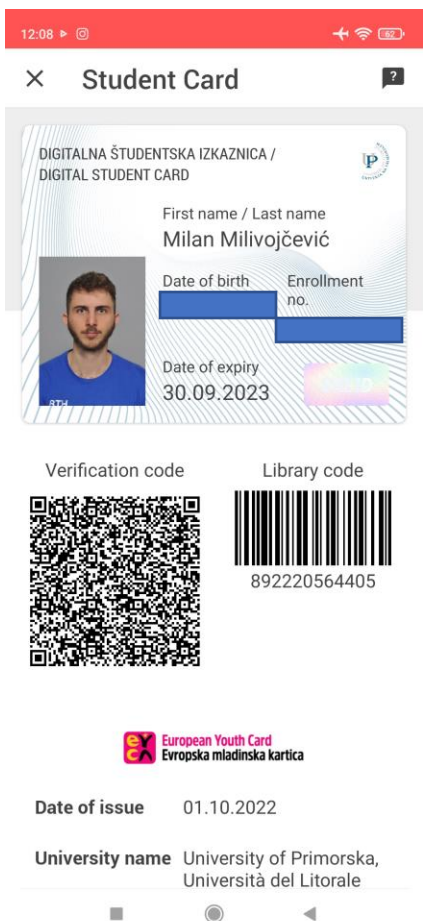 12:08
62
Student Card
?
DIGITALNA ŠTUDENTSKA IZKAZNICA /
DIGITAL STUDENT CARD
First name / Last name
Milan Milivojčević
Date of birth
Enrollment
no.
Date of expiry
30.09.2023
Verification code
Library code
892220564405
European Youth Card
Evropska mladinska kartica
Date of issue
01.10.2022
University name
University of Primorska,
Università del Litorale